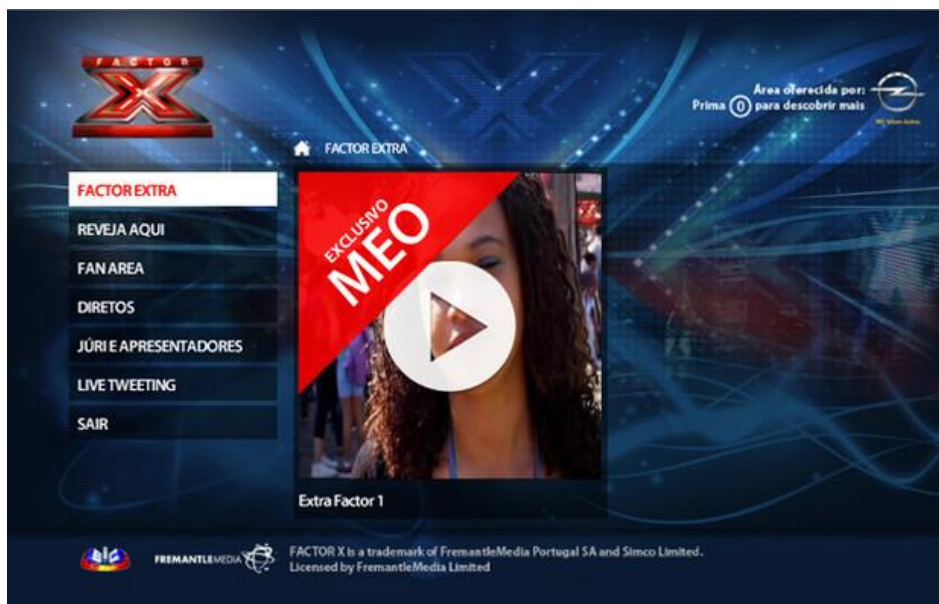 FACTOR
X
Área oferecida por:
Prima 0 para descobrir mais
FACTOR EXTRA
FACTOR EXTRA
REVEJA AQUI
FAN AREA
DIRETOS
JÚRI E APRESENTADORES
LIVE TWEETING
SAIR
EXCLUSIVO
MEO
Extra Factor 1
SIC
FREMANTLEMEDIA
FACTOR X is a trademark of FremantleMedia Portugal SA and Simco Limited.
Licensed by FremantleMedia Limited